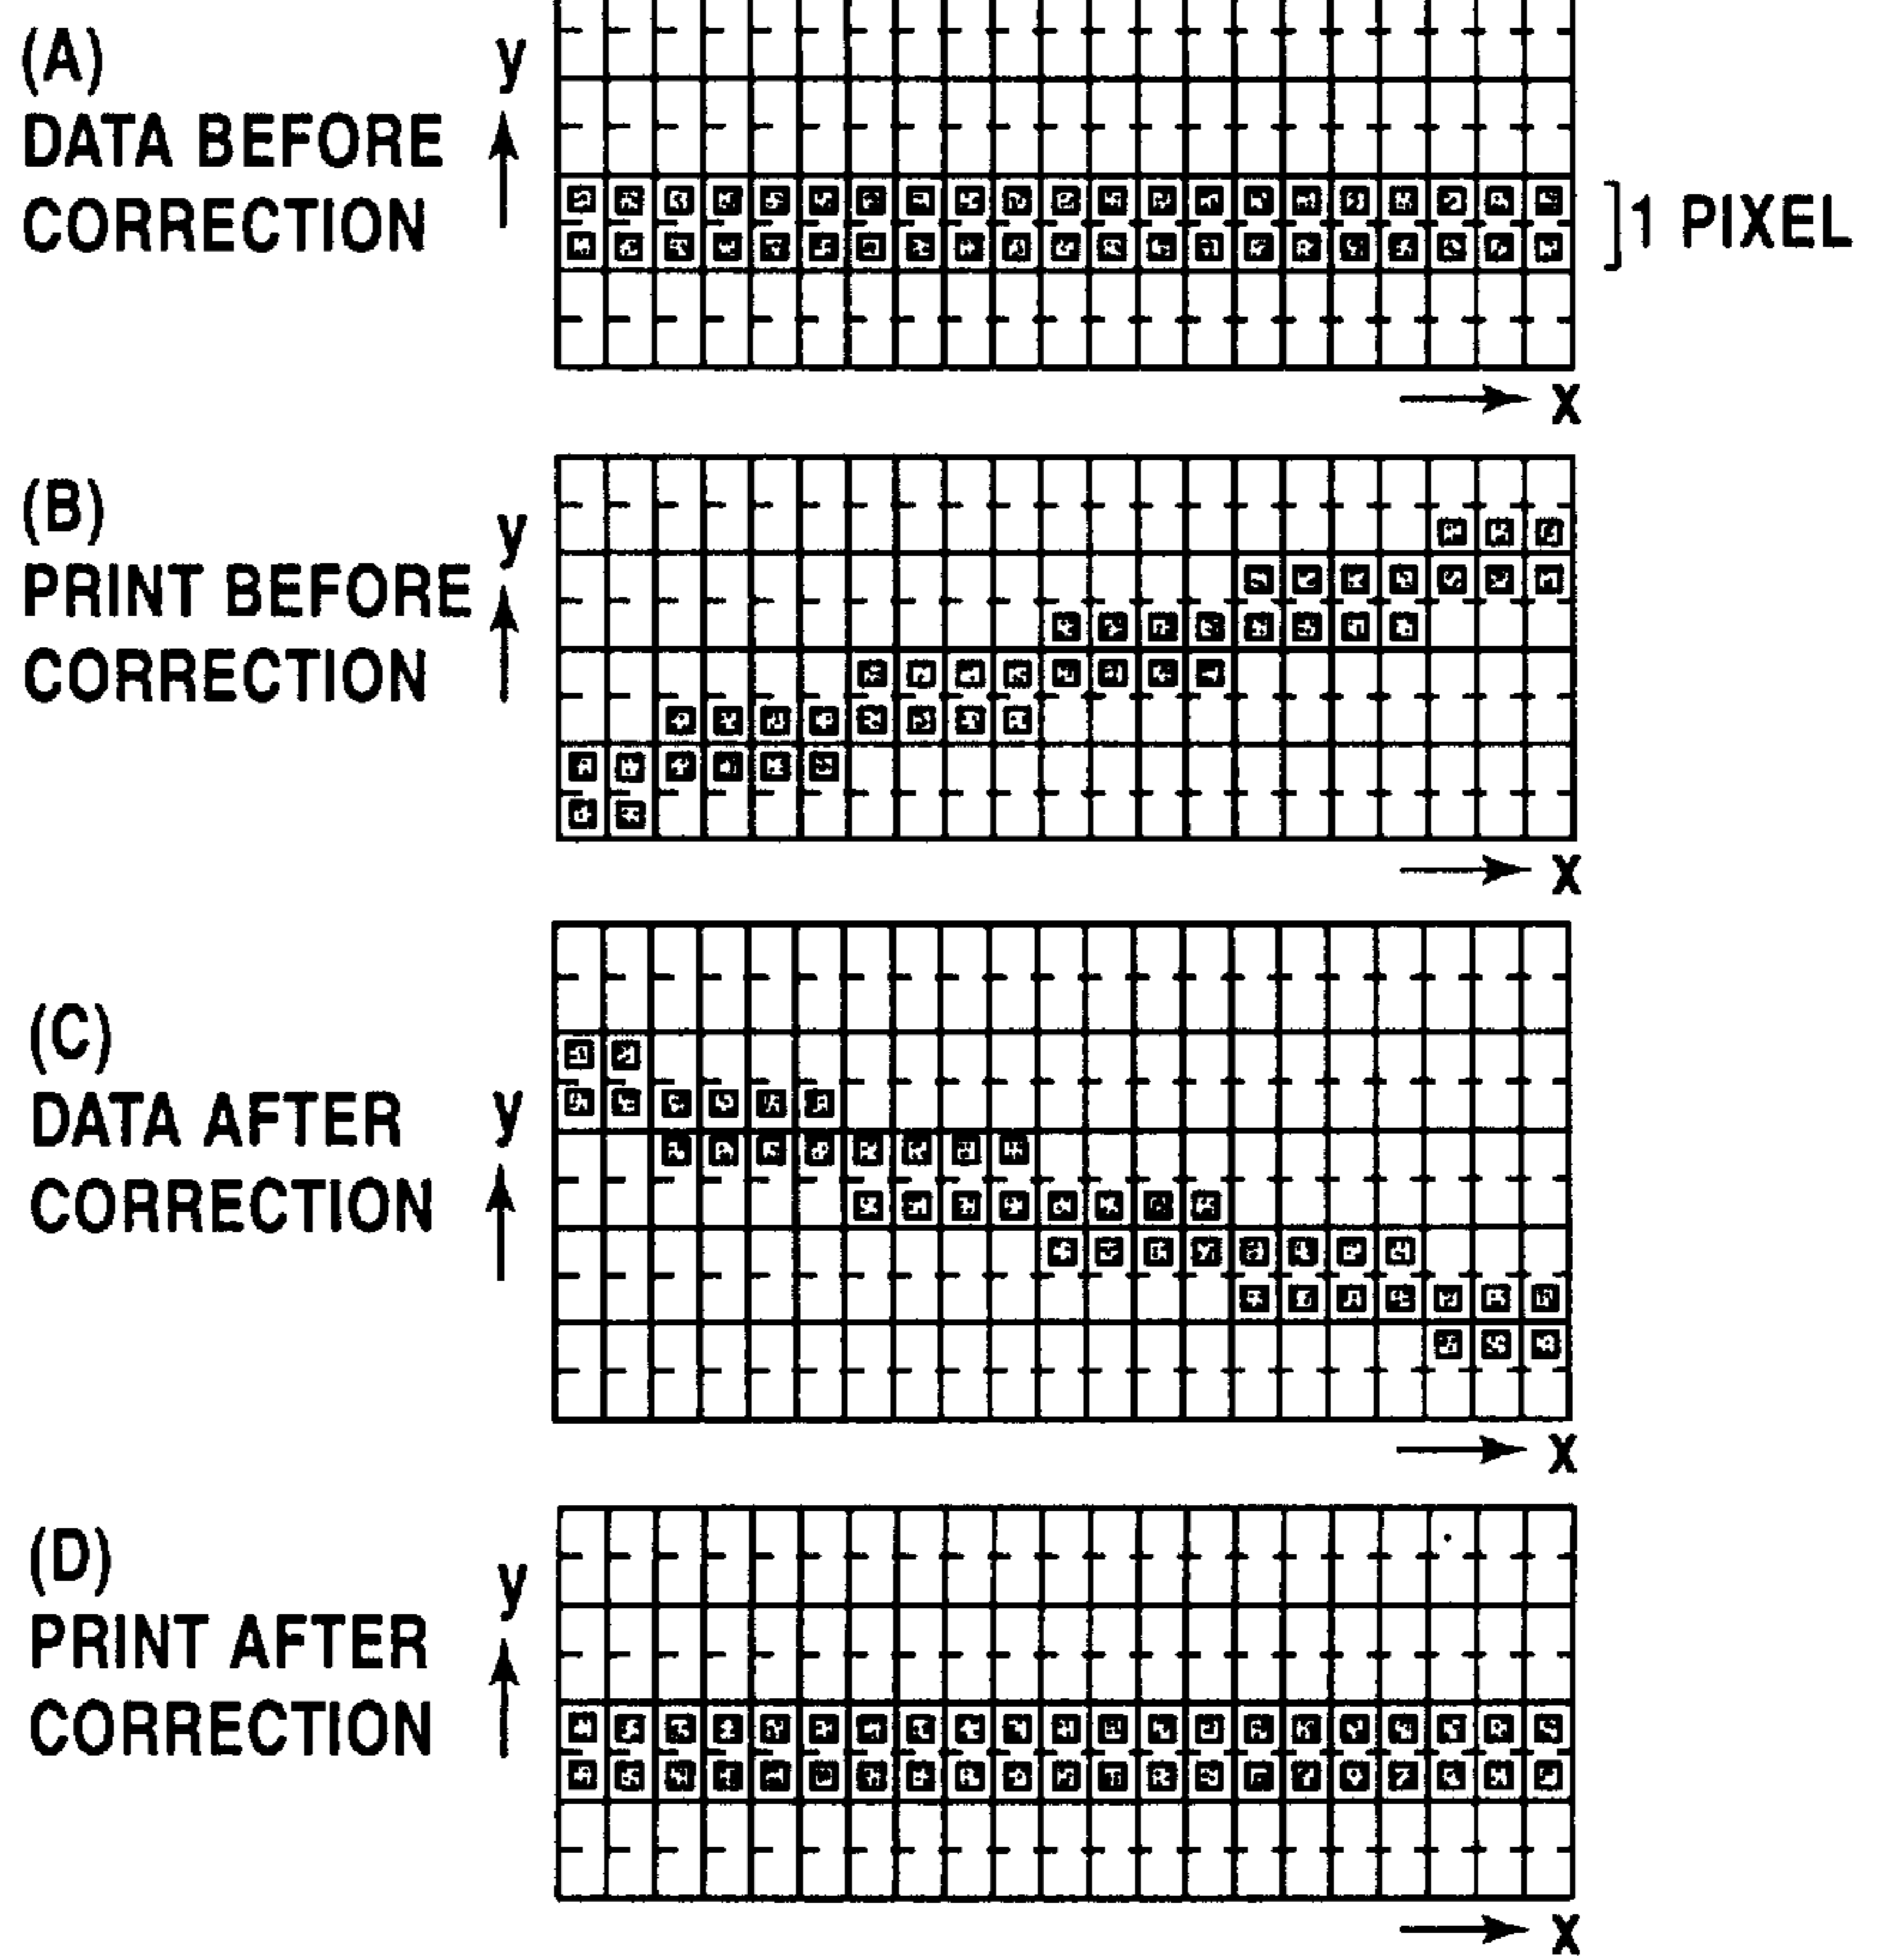 (A)
DATA BEFORE
CORRECTION
y
1 PIXEL
x
(B)
PRINT BEFORE
CORRECTION
y
x
(C)
DATA AFTER
CORRECTION
y
x
(D)
PRINT AFTER
CORRECTION
y
x